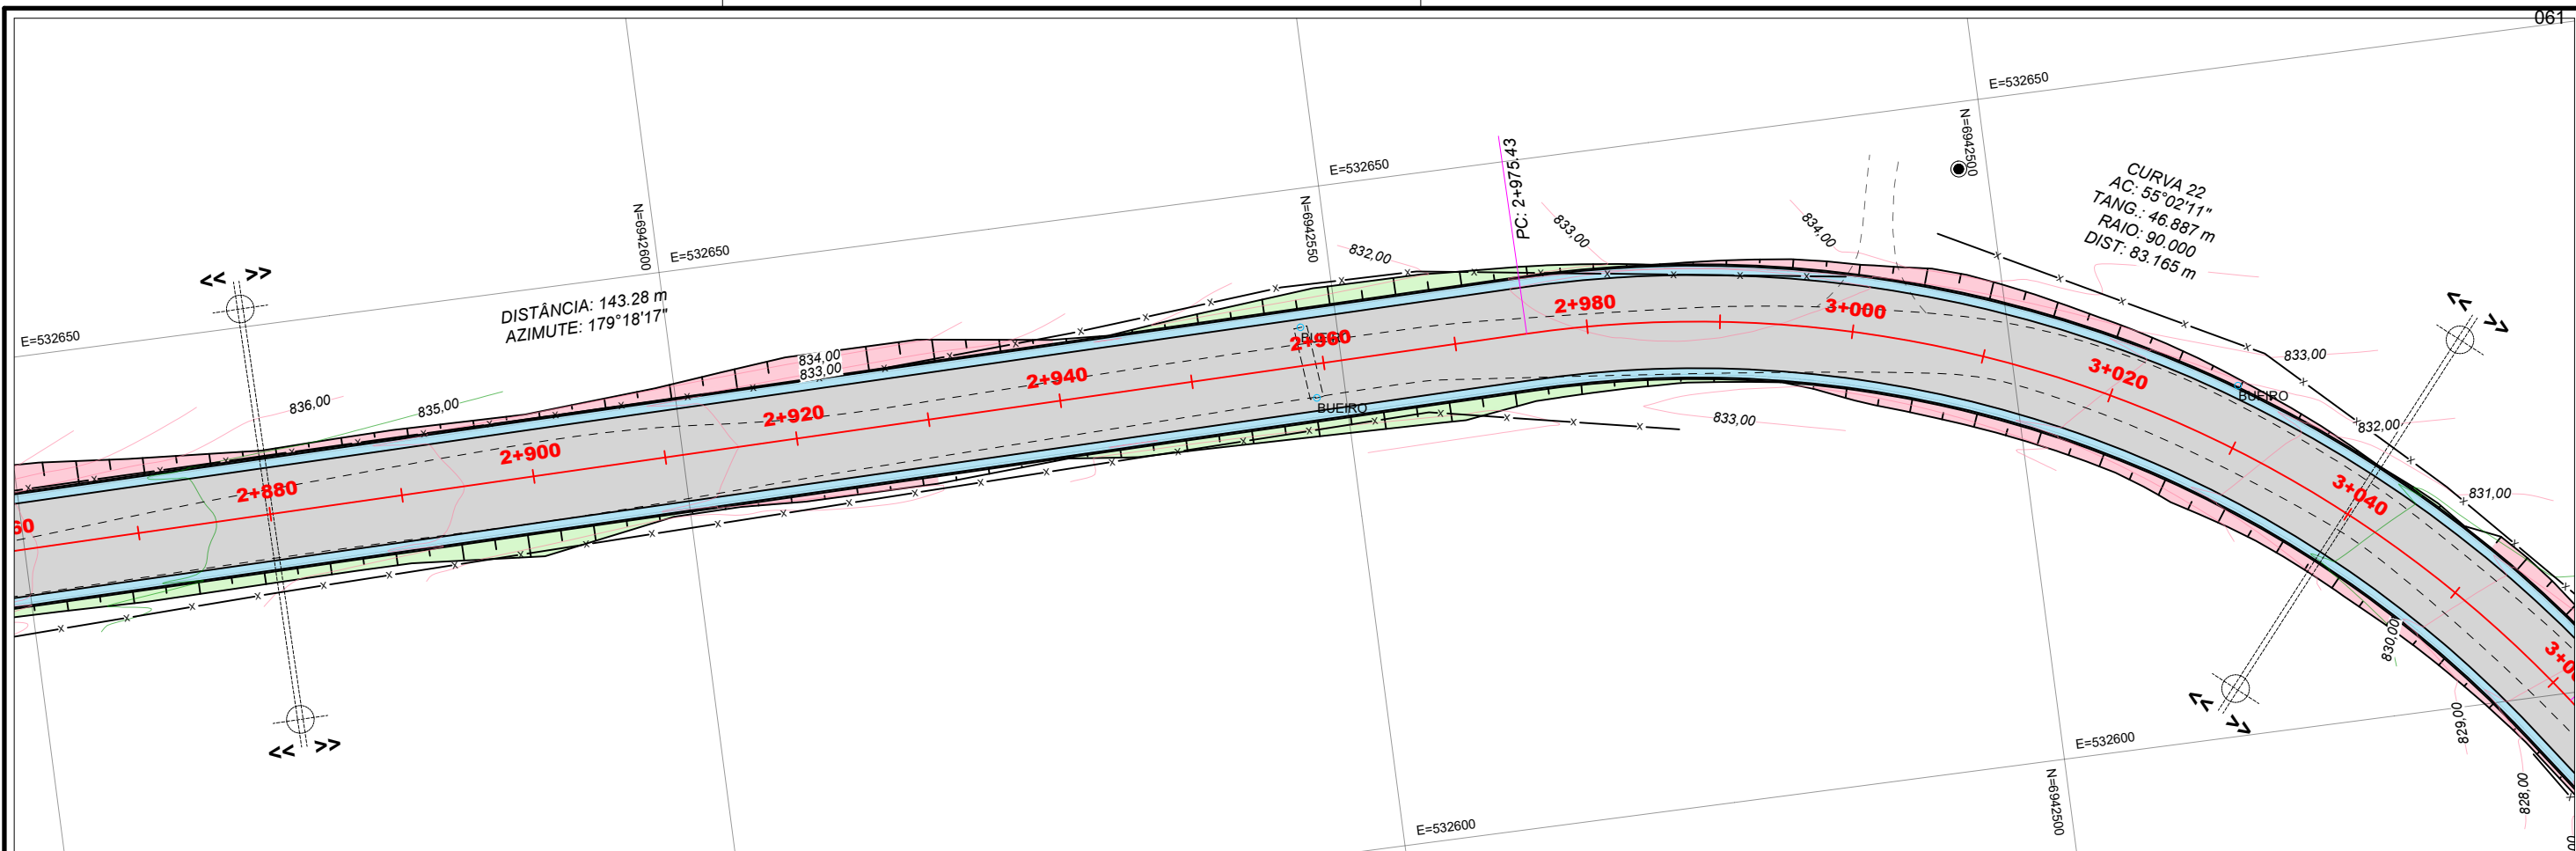 061
E=532650
N=6942500
E=532650
N=6942550
E=532650
N=6942600
E=532650
PC: 2+975.43
CURVA 22
AC: 55°02'11"
TANG.: 46.887 m
RAIO: 90.000
DIST: 83.165 m
DISTÂNCIA: 143.28 m
AZIMUTE: 179°18'17"
<< >>
<< >>
<< >>
<< >>
836,00
835,00
834,00
833,00
832,00
833,00
834,00
833,00
833,00
832,00
831,00
830,00
829,00
828,00
60
2+880
2+900
2+920
2+940
2+960
2+980
3+000
3+020
3+040
BUEIRO
BUEIRO
BUEIRO
E=532600
E=532600
N=6942500